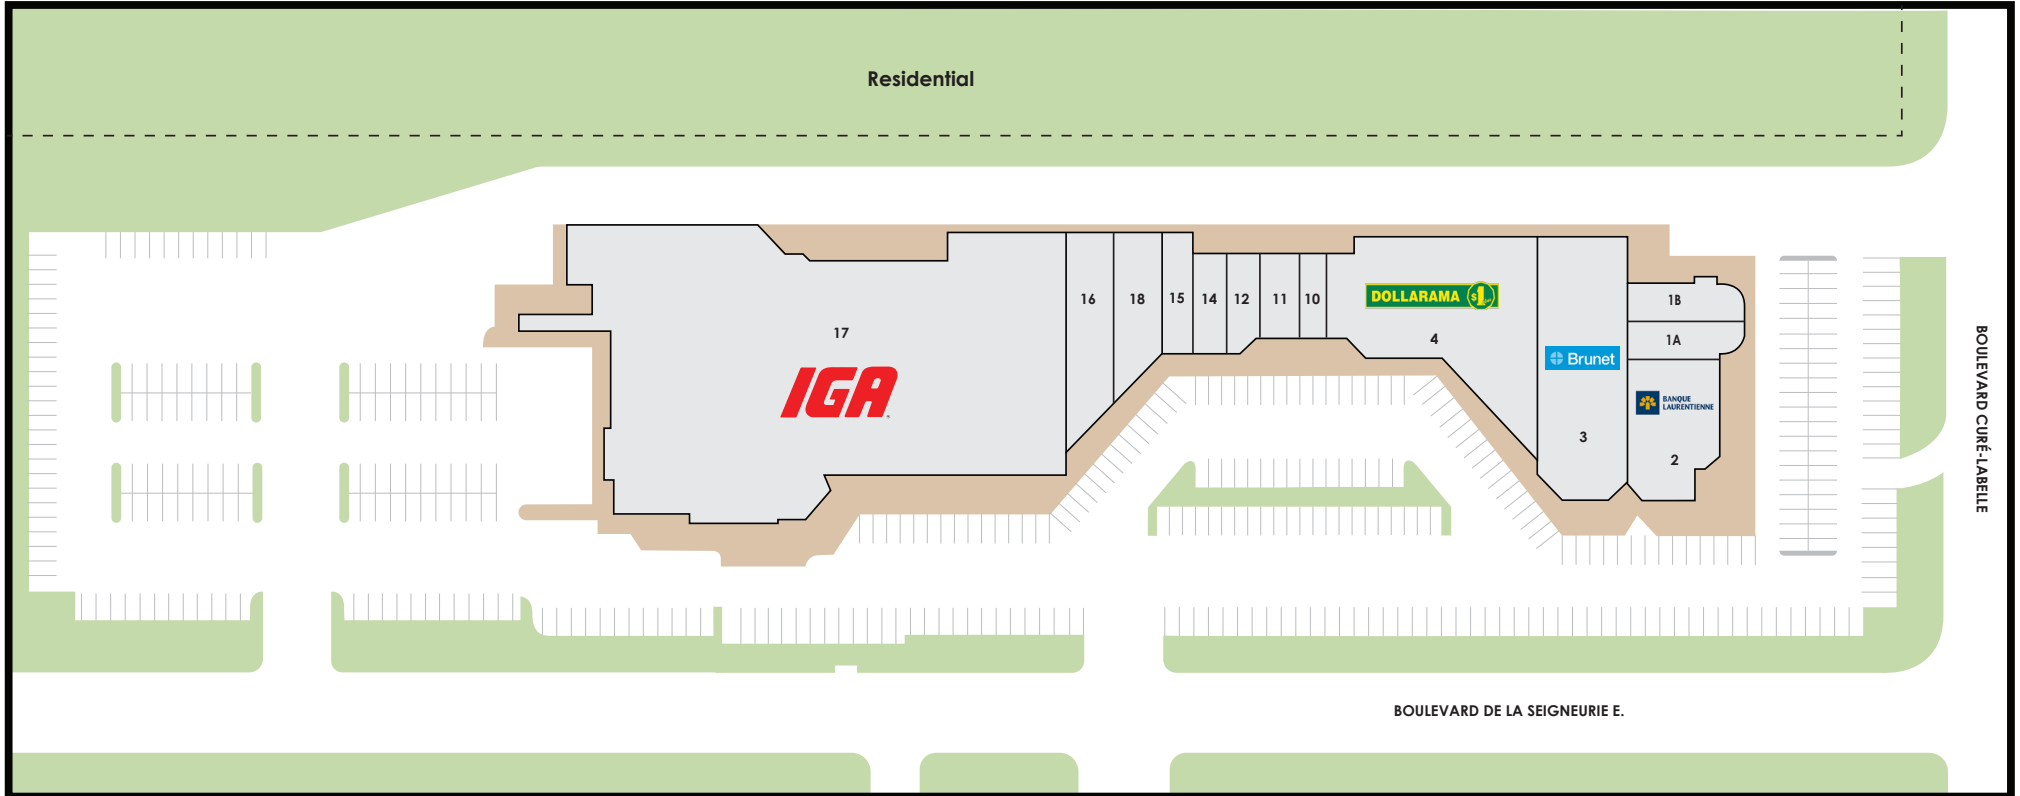 Residential
17
IGA
16
18
15
14
12
11
10
DOLLARAMA $1
4
Brunet
3
1B
1A
BANQUE
LAURENTIENNE
2
BOULEVARD CURÉ-LABELLE
BOULEVARD DE LA SEIGNEURIE E.